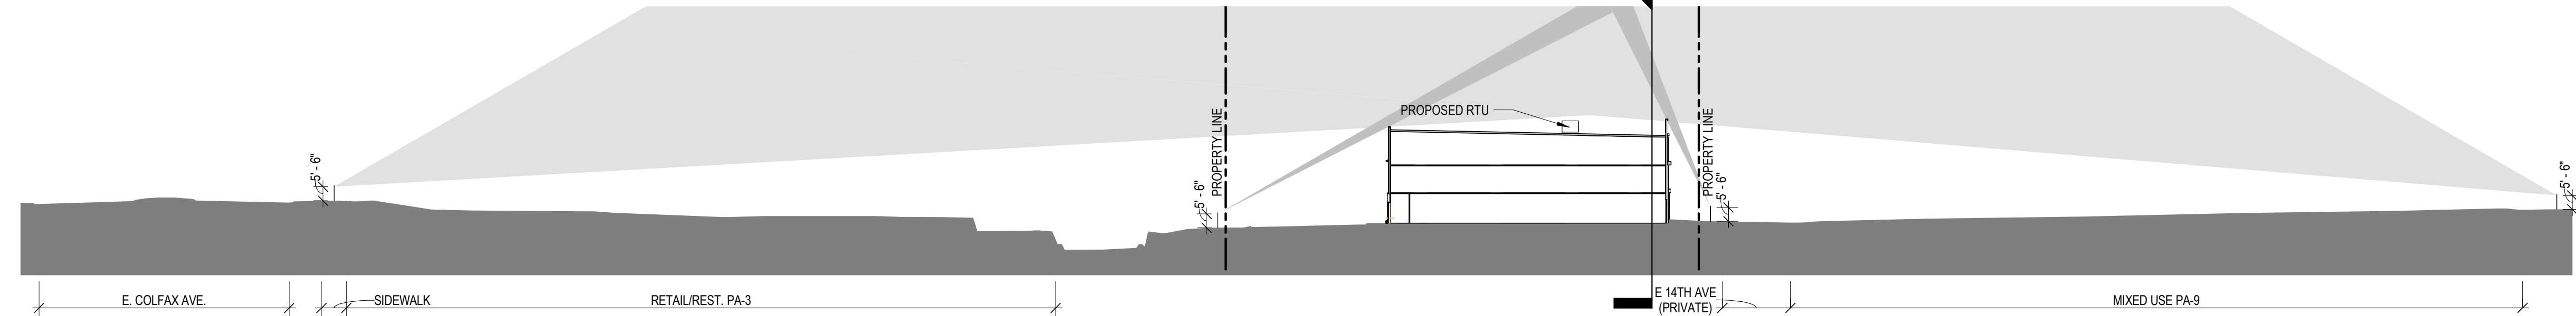 PROPOSED RTU
PROPERTY LINE
PROPERTY LINE
5' - 6"
5' - 6"
5' - 6"
5' - 6"
E. COLFAX AVE.
SIDEWALK
RETAIL/REST. PA-3
E 14TH AVE
(PRIVATE)
MIXED USE PA-9